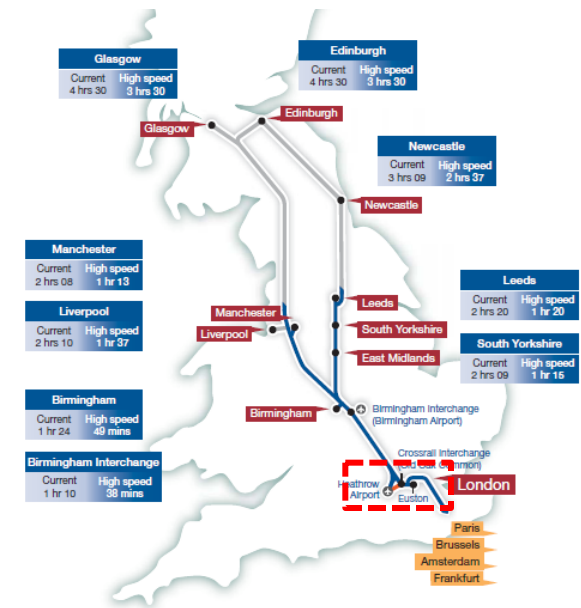 Glasgow
Current High speed
4 hrs 30 3 hrs 30
Edinburgh
Current High speed
4 hrs 30 3 hrs 30
Edinburgh
Glasgow
Newcastle
Current High speed
3 hrs 09 2 hrs 37
Newcastle
Manchester
Current High speed
2 hrs 08 1 hr 13
Liverpool
Current High speed
2 hrs 10 1 hr 37
Manchester
Liverpool
Leeds
South Yorkshire
East Midlands
Leeds
Current High speed
2 hrs 20 1 hr 20
South Yorkshire
Current High speed
2 hrs 09 1 hr 15
Birmingham
Current High speed
1 hr 24 49 mins
Birmingham Interchange
Current High speed
1 hr 10 38 mins
Birmingham
Birmingham Interchange
(Birmingham Airport)
Crossrail Interchange
(Old Oak Common)
Heathrow
Airport
Euston
London
Paris
Brussels
Amsterdam
Frankfurt